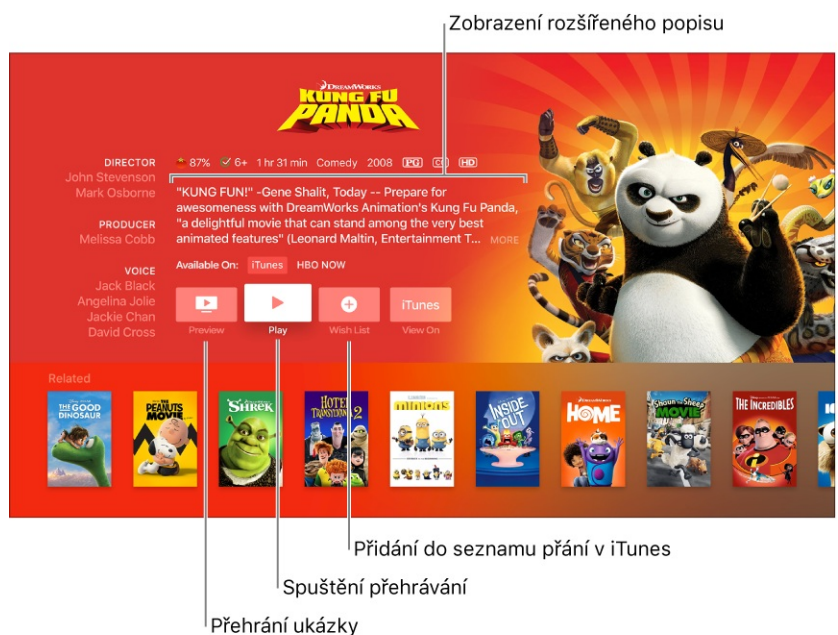 Zobrazení rozšířeného popisu
DREAMWORKS
KUNG FU
PANDA
DIRECTOR
John Stevenson
Mark Osborne
PRODUCER
Melissa Cobb
VOICE
Jack Black
Angelina Jolie
Jackie Chan
David Cross
87% 6+ 1 hr 31 min Comedy 2008 PG CC HD
"KUNG FUN!" -Gene Shalit, Today -- Prepare for
awesomeness with DreamWorks Animation's Kung Fu Panda,
"a delightful movie that can stand among the very best
animated features" (Leonard Maltin, Entertainment T... MORE
Available On: iTunes HBO NOW
iTunes
Preview Play Wish List View On
Related
THE GOOD
DINOSAUR
THE
PEANUTS
MOVIE
SHREK
HOTEL
TRANSYLVANIA 2
minions
INSIDE
OUT
HOME
Shaun the Sheep
MOVIE
THE INCREDIBLES
Přidání do seznamu přání v iTunes
Spuštění přehrávání
Přehrání ukázky